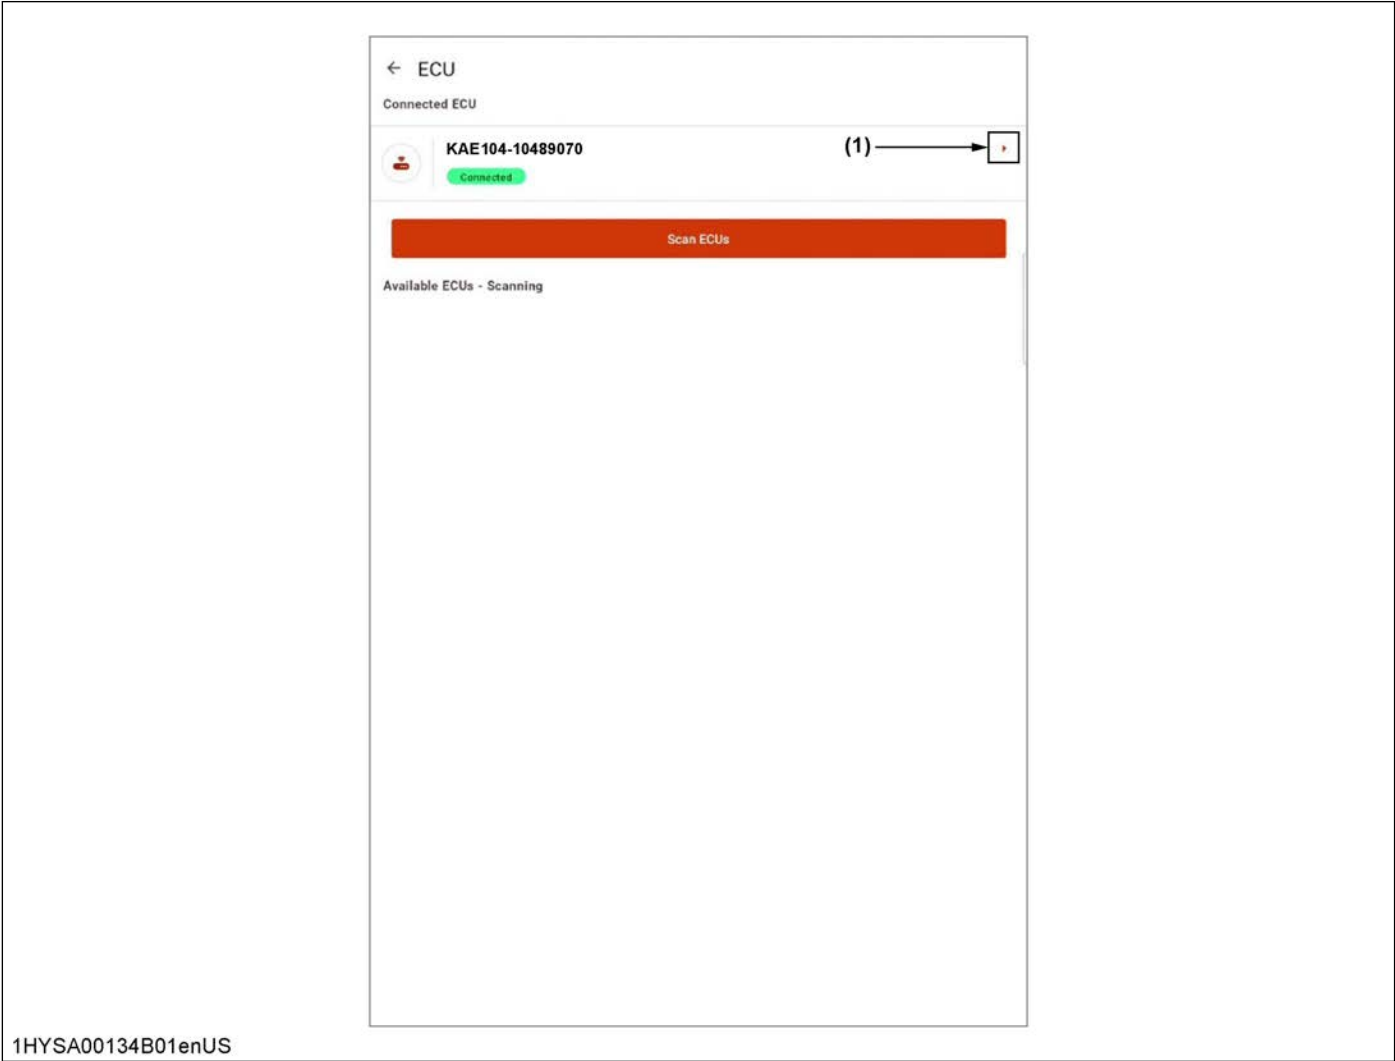 ← ECU
Connected ECU
KAE104-10489070
(1)
Connected
Scan ECUs
Available ECUs - Scanning
1HYSA00134B01enUS